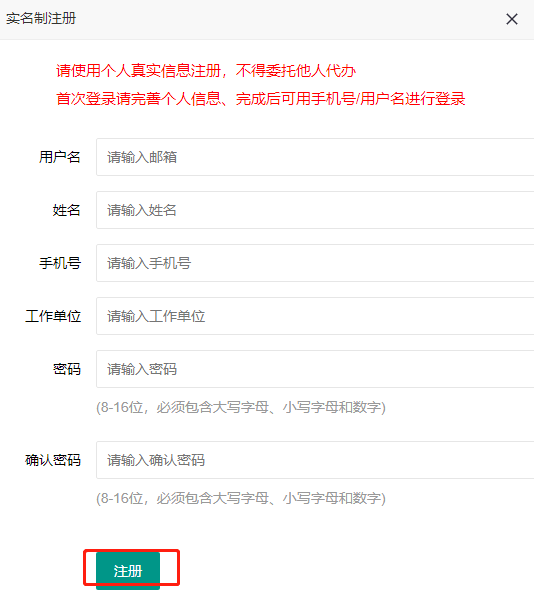 实名制注册
请使用个人真实信息注册，不得委托他人代办
首次登录请完善个人信息、完成后可用手机号/用户名进行登录
用户名 请输入邮箱
姓名 请输入姓名
手机号 请输入手机号
工作单位 请输入工作单位
密码 请输入密码
(8-16位，必须包含大写字母、小写字母和数字)
确认密码 请输入确认密码
(8-16位，必须包含大写字母、小写字母和数字)
注册